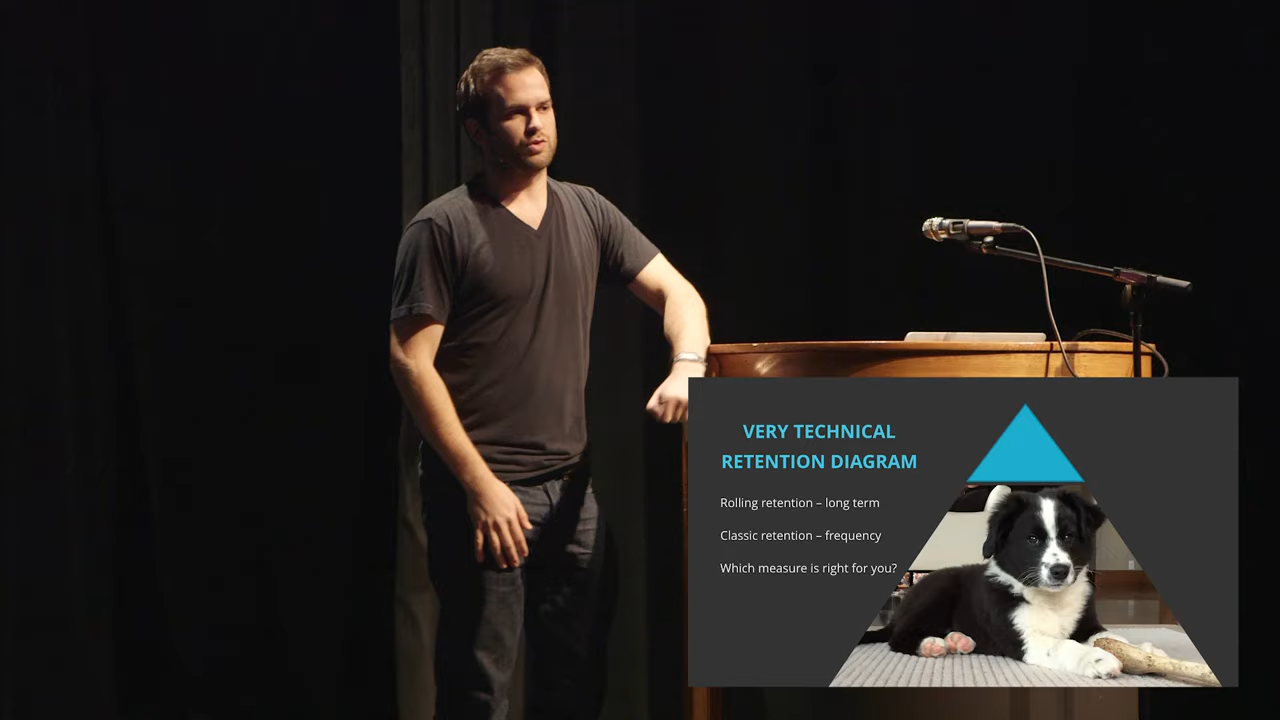 VERY TECHNICAL
RETENTION DIAGRAM
Rolling retention – long term
Classic retention – frequency
Which measure is right for you?